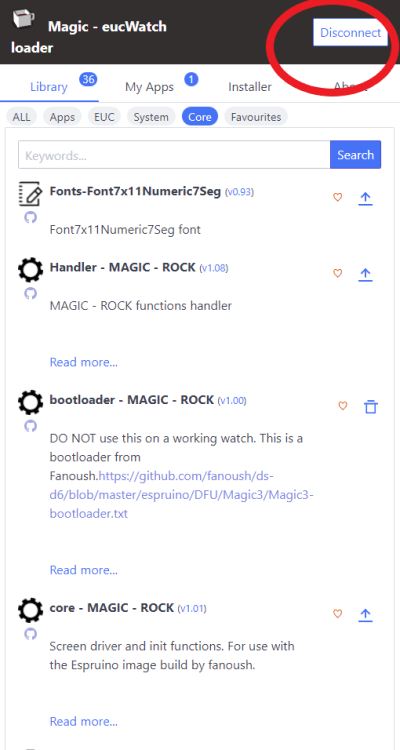 Magic - eucWatch
loader
Disconnect
Library 36 My Apps 1 Installer About
ALL Apps EUC System Core Favourites
Keywords...
Search
Fonts-Font7x11Numeric7Seg (v0.93)
Font7x11Numeric7Seg font
Handler - MAGIC - ROCK (v1.08)
MAGIC - ROCK functions handler
Read more...
bootloader - MAGIC - ROCK (v1.00)
DO NOT use this on a working watch. This is a
bootloader from
Fanoush.https://github.com/fanoush/ds-
d6/blob/master/espruino/DFU/Magic3/Magic3-
bootloader.txt
Read more...
core - MAGIC - ROCK (v1.01)
Screen driver and init functions. For use with
the Espruino image build by fanoush.
Read more...